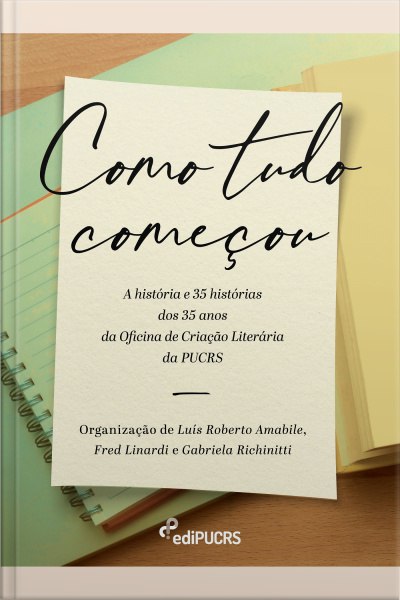 Como tudo
começou
A história e 35 histórias
dos 35 anos
da Oficina de Criação Literária
da PUCRS
Organização de Luís Roberto Amabile,
Fred Linardi e Gabriela Richinitti
ediPUCRS